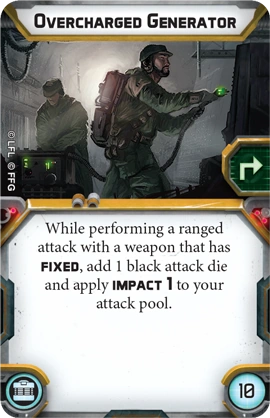 Overcharged Generator
© LFL © FFG
While performing a ranged
attack with a weapon that has
FIXED, add 1 black attack die
and apply IMPACT 1 to your
attack pool.
10